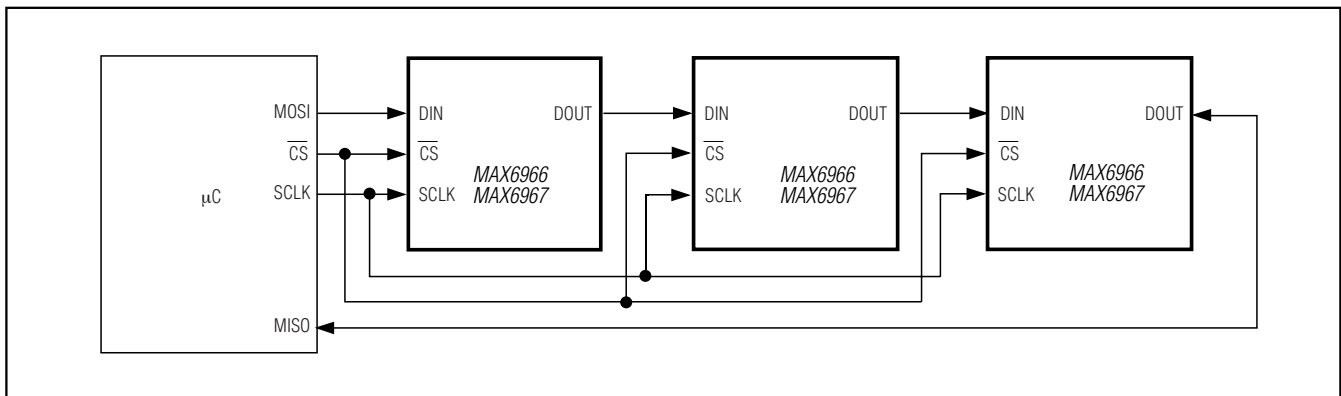 μC
MOSI
CS
SCLK
MISO
DIN
CS
SCLK
DOUT
MAX6966
MAX6967
DIN
CS
SCLK
DOUT
MAX6966
MAX6967
DIN
CS
SCLK
DOUT
MAX6966
MAX6967